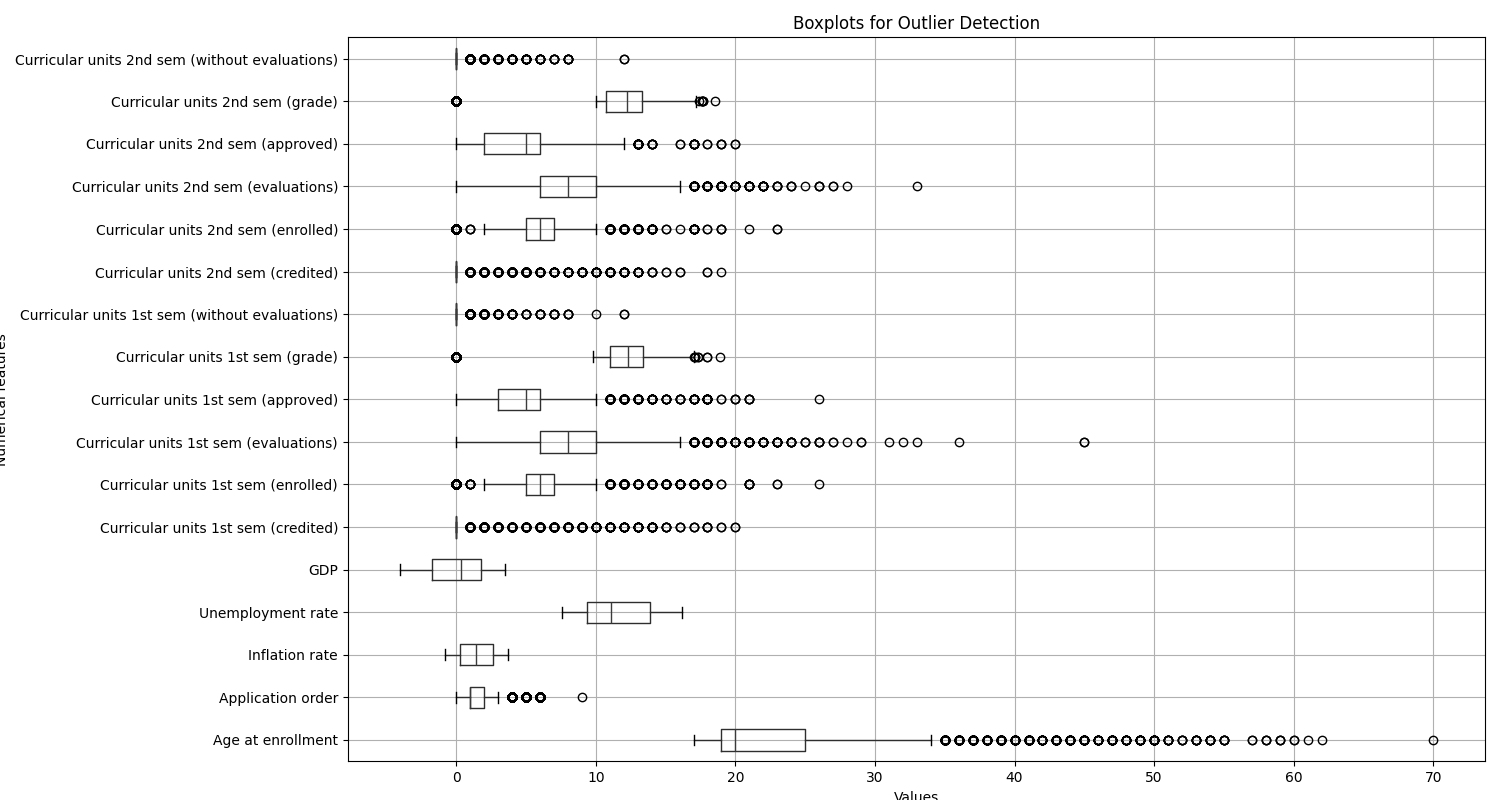 Boxplots for Outlier Detection
Curricular units 2nd sem (without evaluations)
Curricular units 2nd sem (grade)
Curricular units 2nd sem (approved)
Curricular units 2nd sem (evaluations)
Curricular units 2nd sem (enrolled)
Curricular units 2nd sem (credited)
Curricular units 1st sem (without evaluations)
Curricular units 1st sem (grade)
Curricular units 1st sem (approved)
Curricular units 1st sem (evaluations)
Curricular units 1st sem (enrolled)
Curricular units 1st sem (credited)
GDP
Unemployment rate
Inflation rate
Application order
Age at enrollment
Numerical features
0 10 20 30 40 50 60 70
Values